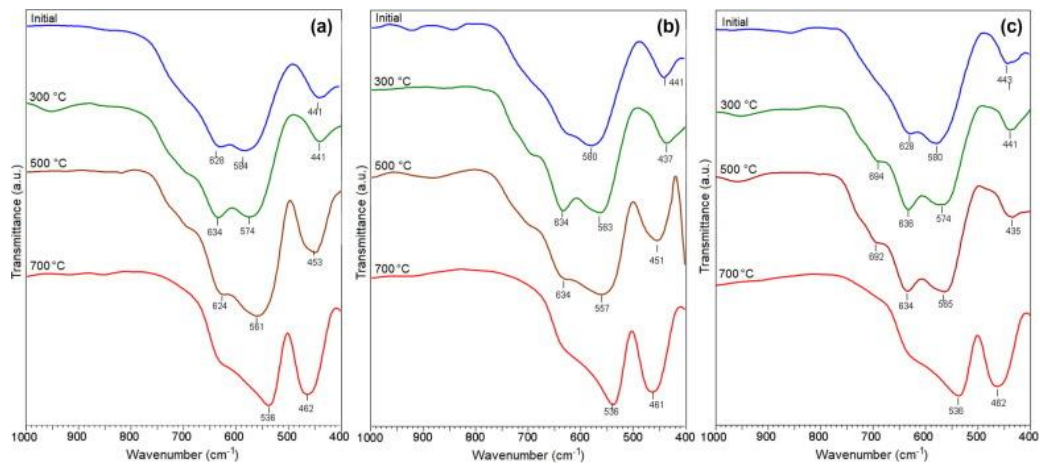 (a)
Initial
441
628
584
300 °C
441
634
574
500 °C
453
624
561
700 °C
536
462
Transmittance (a.u.)
1000 900 800 700 600 500 400
Wavenumber (cm⁻¹)
(b)
Initial
441
580
300 °C
437
634
563
500 °C
451
634
557
700 °C
536
461
Transmittance (a.u.)
1000 900 800 700 600 500 400
Wavenumber (cm⁻¹)
(c)
Initial
443
628
580
300 °C
441
694
636
574
500 °C
435
692
634
565
700 °C
536
462
Transmittance (a.u.)
1000 800 600 400
Wavenumber (cm⁻¹)